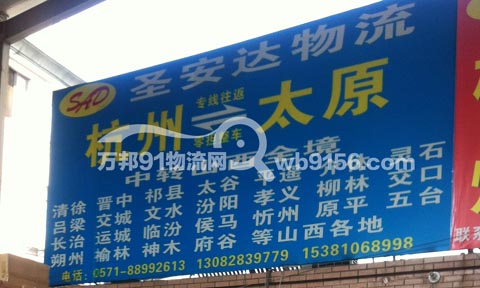 SAD 圣安达物流
杭州 专线往返 太原
零担整车
中转山西全境
万邦91物流网 wb9156.com
清徐 晋中 祁县 太谷 平遥 介休 灵石
吕梁 交城 文水 汾阳 孝义 柳林 交口
长治 运城 临汾 侯马 忻州 原平 五台
朔州 榆林 神木 府谷 等山西各地
电话：0571-88992613 13082839779 15381068998
联系